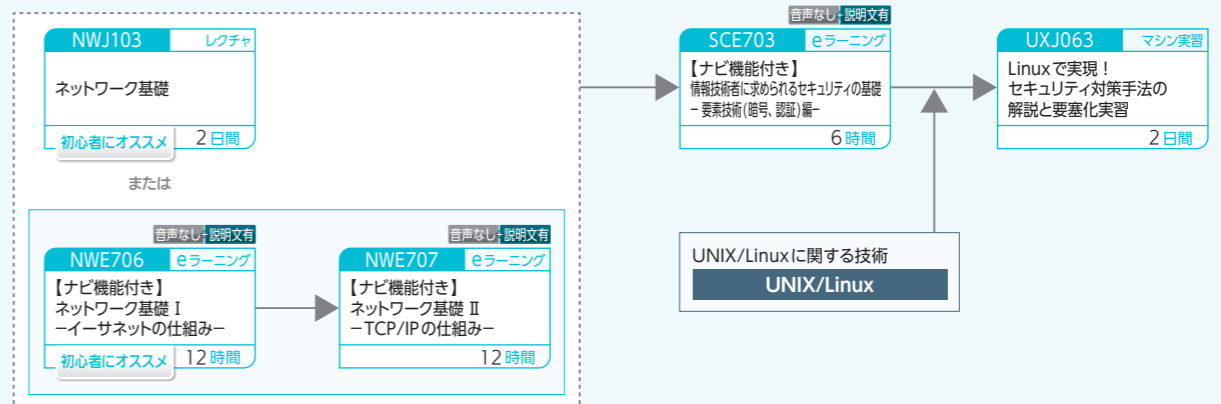 NWJ103 レクチャ
ネットワーク基礎
初心者にオススメ 2日間
または
音声なし+説明文有
NWE706 eラーニング
【ナビ機能付き】
ネットワーク基礎 Ⅰ
−イーサネットの仕組み−
初心者にオススメ 12時間
音声なし+説明文有
NWE707 eラーニング
【ナビ機能付き】
ネットワーク基礎 Ⅱ
−TCP/IPの仕組み−
12時間
音声なし+説明文有
SCE703 eラーニング
【ナビ機能付き】
情報技術者に求められるセキュリティの基礎
−要素技術(暗号、認証)編−
6時間
UXJ063 マシン実習
Linuxで実現！
セキュリティ対策手法の
解説と要塞化実習
2日間
UNIX/Linuxに関する技術
UNIX/Linux